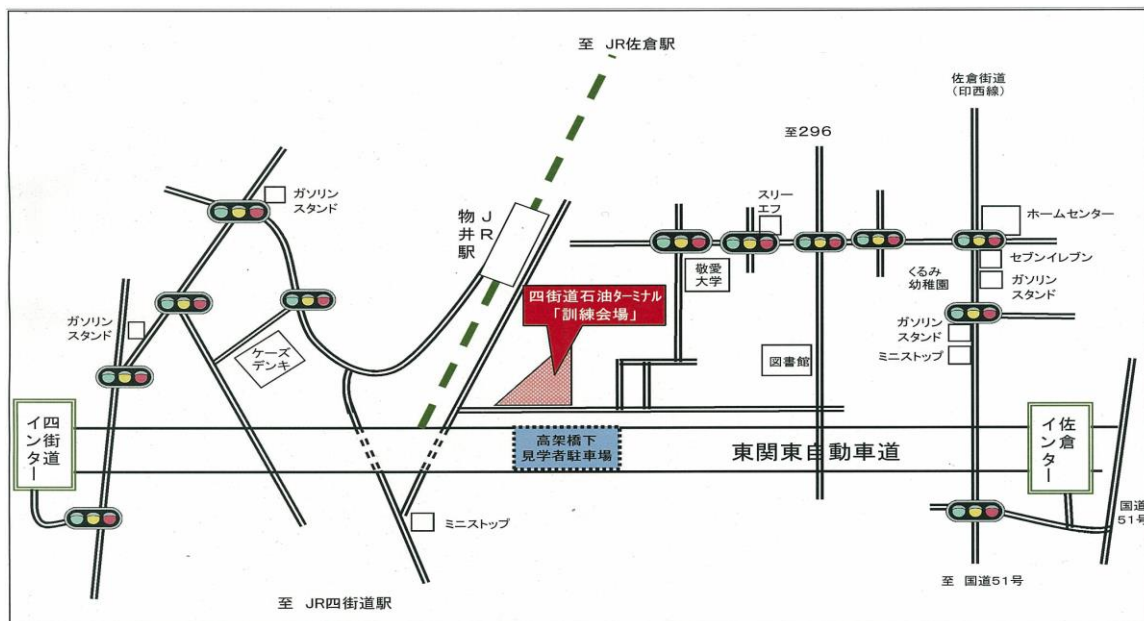 至 JR佐倉駅
佐倉街道
(印西線)
至296
ガソリン
スタンド
JR
物井駅
スリー
エフ
ホームセンター
敬愛
大学
セブンイレブン
くるみ
幼稚園
ガソリン
スタンド
四街道石油ターミナル
「訓練会場」
ガソリン
スタンド
ガソリン
スタンド
ケーズ
デンキ
図書館
ミニストップ
四街道
インター
高架橋下
見学者駐車場
東関東自動車道
佐倉
インター
ミニストップ
国道
51号
至 国道51号
至 JR四街道駅